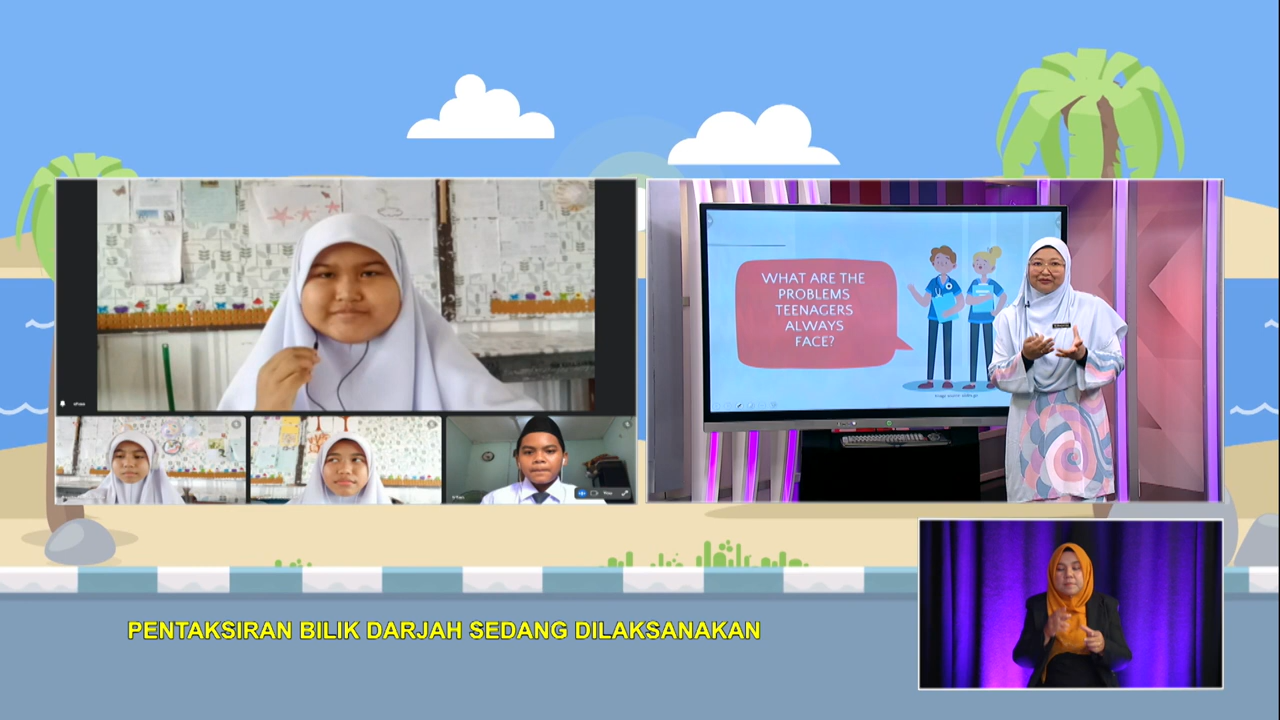 WHAT ARE THE
PROBLEMS
TEENAGERS
ALWAYS
FACE?
PENTAKSIRAN BILIK DARJAH SEDANG DILAKSANAKAN